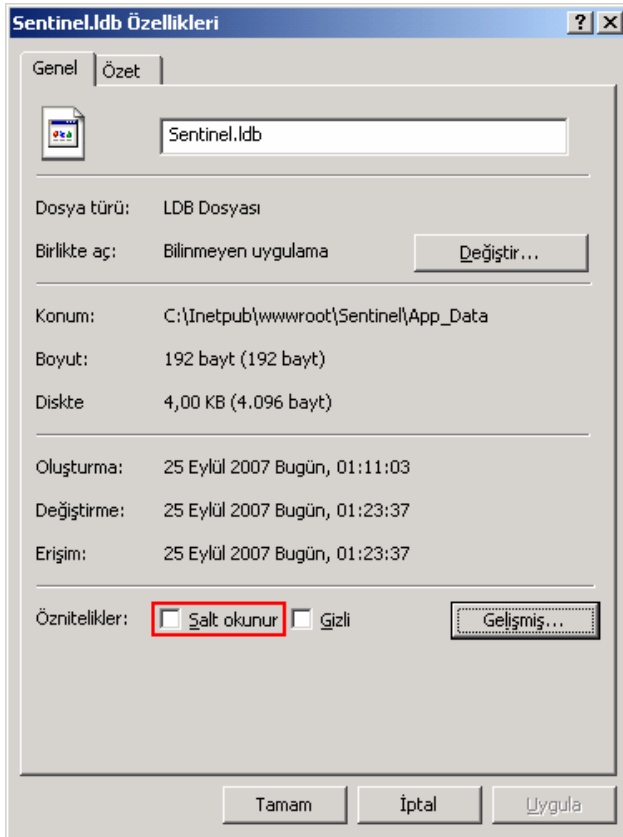 Sentinel.ldb Özellikleri
Genel Özet
Sentinel.ldb
Dosya türü: LDB Dosyası
Birlikte aç: Bilinmeyen uygulama Değiştir...
Konum: C:\Inetpub\wwwroot\Sentinel\App_Data
Boyut: 192 bayt (192 bayt)
Diskte 4,00 KB (4.096 bayt)
Oluşturma: 25 Eylül 2007 Bugün, 01:11:03
Değiştirme: 25 Eylül 2007 Bugün, 01:23:37
Erişim: 25 Eylül 2007 Bugün, 01:23:37
Öznitelikler: Salt okunur Gizli Gelişmiş...
Tamam İptal Uygula